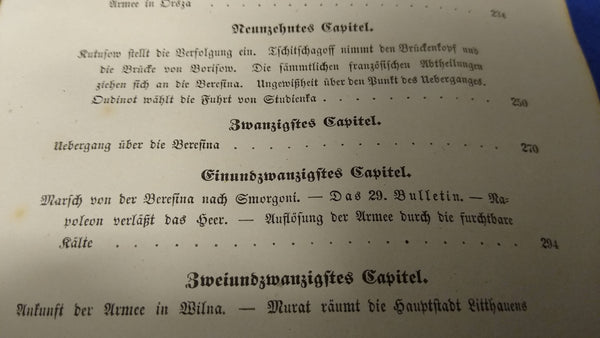 Armee in Orsza . . . . . . . . . . . . 234
Neunzehntes Capitel.
Kutusow stellt die Verfolgung ein. Tschitschagoff nimmt den Brückenkopf und
die Brücke von Borisow. Die sämmtlichen französischen Abtheilungen
ziehen sich an die Beresina. Ungewißheit über den Punkt des Ueberganges.
Oudinot wählt die Fuhrt von Studienka . . . . . . . . . 250
Zwanzigstes Capitel.
Uebergang über die Beresina . . . . . . . . . . . . 270
Einundzwanzigstes Capitel.
Marsch von der Beresina nach Smorgoni. — Das 29. Bulletin. — Na-
poleon verläßt das Heer. — Auflösung der Armee durch die furchtbare
Kälte . . . . . . . . . . . . . . . 294
Zweiundzwanzigstes Capitel.
Ankunft der Armee in Wilna. — Murat räumt die Hauptstadt Litthauens